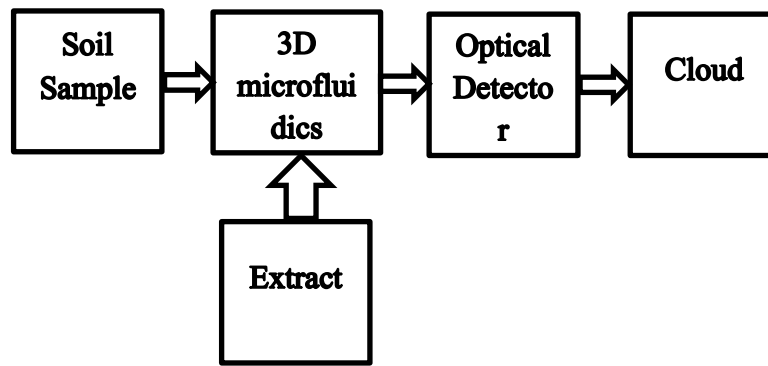 Soil
Sample
3D
microflui
dics
Optical
Detecto
r
Cloud
Extract